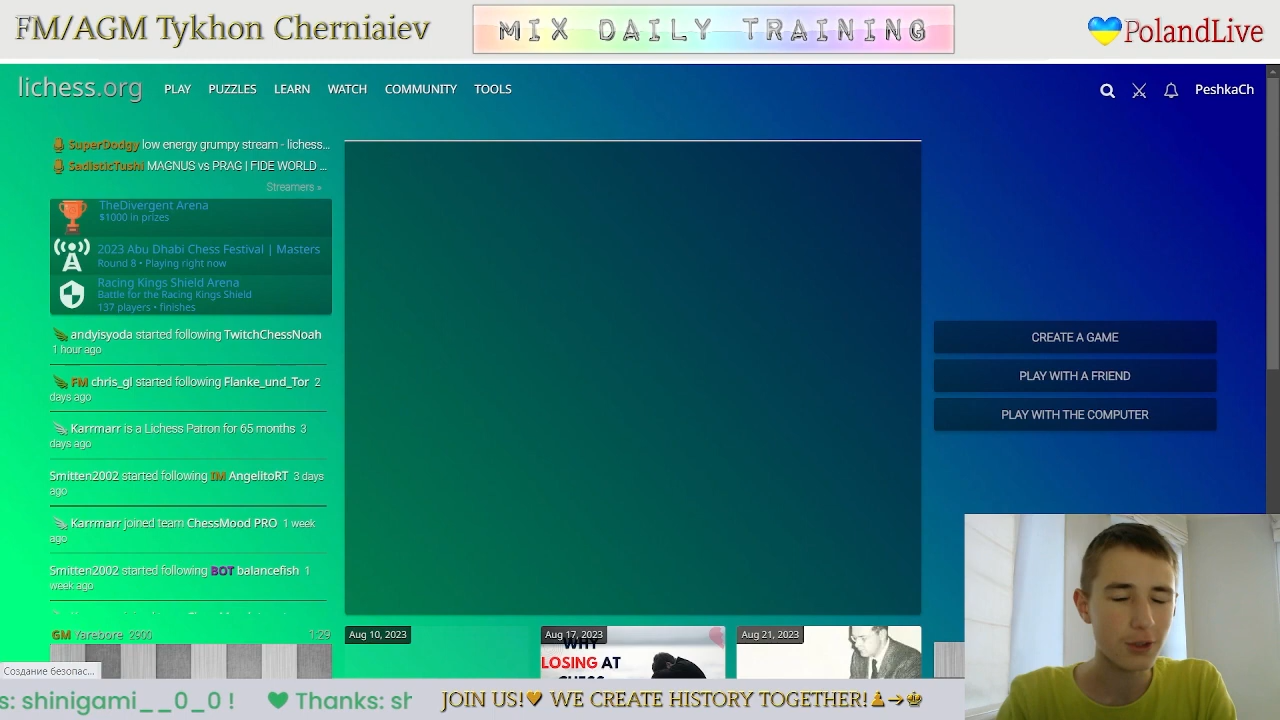 FM/AGM Tykhon Cherniaiev
MIX DAILY TRAINING
PolandLive
lichess.org PLAY PUZZLES LEARN WATCH COMMUNITY TOOLS
PeshkaCh
SuperDodgy low energy grumpy stream - lichess...
SadisticTushi MAGNUS vs PRAG | FIDE WORLD ...
Streamers »
TheDivergent Arena
$1000 in prizes
2023 Abu Dhabi Chess Festival | Masters
Round 8 • Playing right now
Racing Kings Shield Arena
Battle for the Racing Kings Shield
137 players • finishes
andyisyoda started following TwitchChessNoah
1 hour ago
FM chris_gl started following Flanke_und_Tor 2
days ago
Karrmarr is a Lichess Patron for 65 months 3
days ago
Smitten2002 started following IM AngelitoRT 3 days
ago
Karrmarr joined team ChessMood PRO 1 week
ago
Smitten2002 started following BOT balancefish 1
week ago
GM Yarebore 2900 1:29
CREATE A GAME
PLAY WITH A FRIEND
PLAY WITH THE COMPUTER
Aug 10, 2023
Aug 17, 2023
WHY
LOSING AT
Aug 21, 2023
Создание безопас...
s: shinigami__0_0 ! Thanks: sh
JOIN US!♥ WE CREATE HISTORY TOGETHER!♟→♚